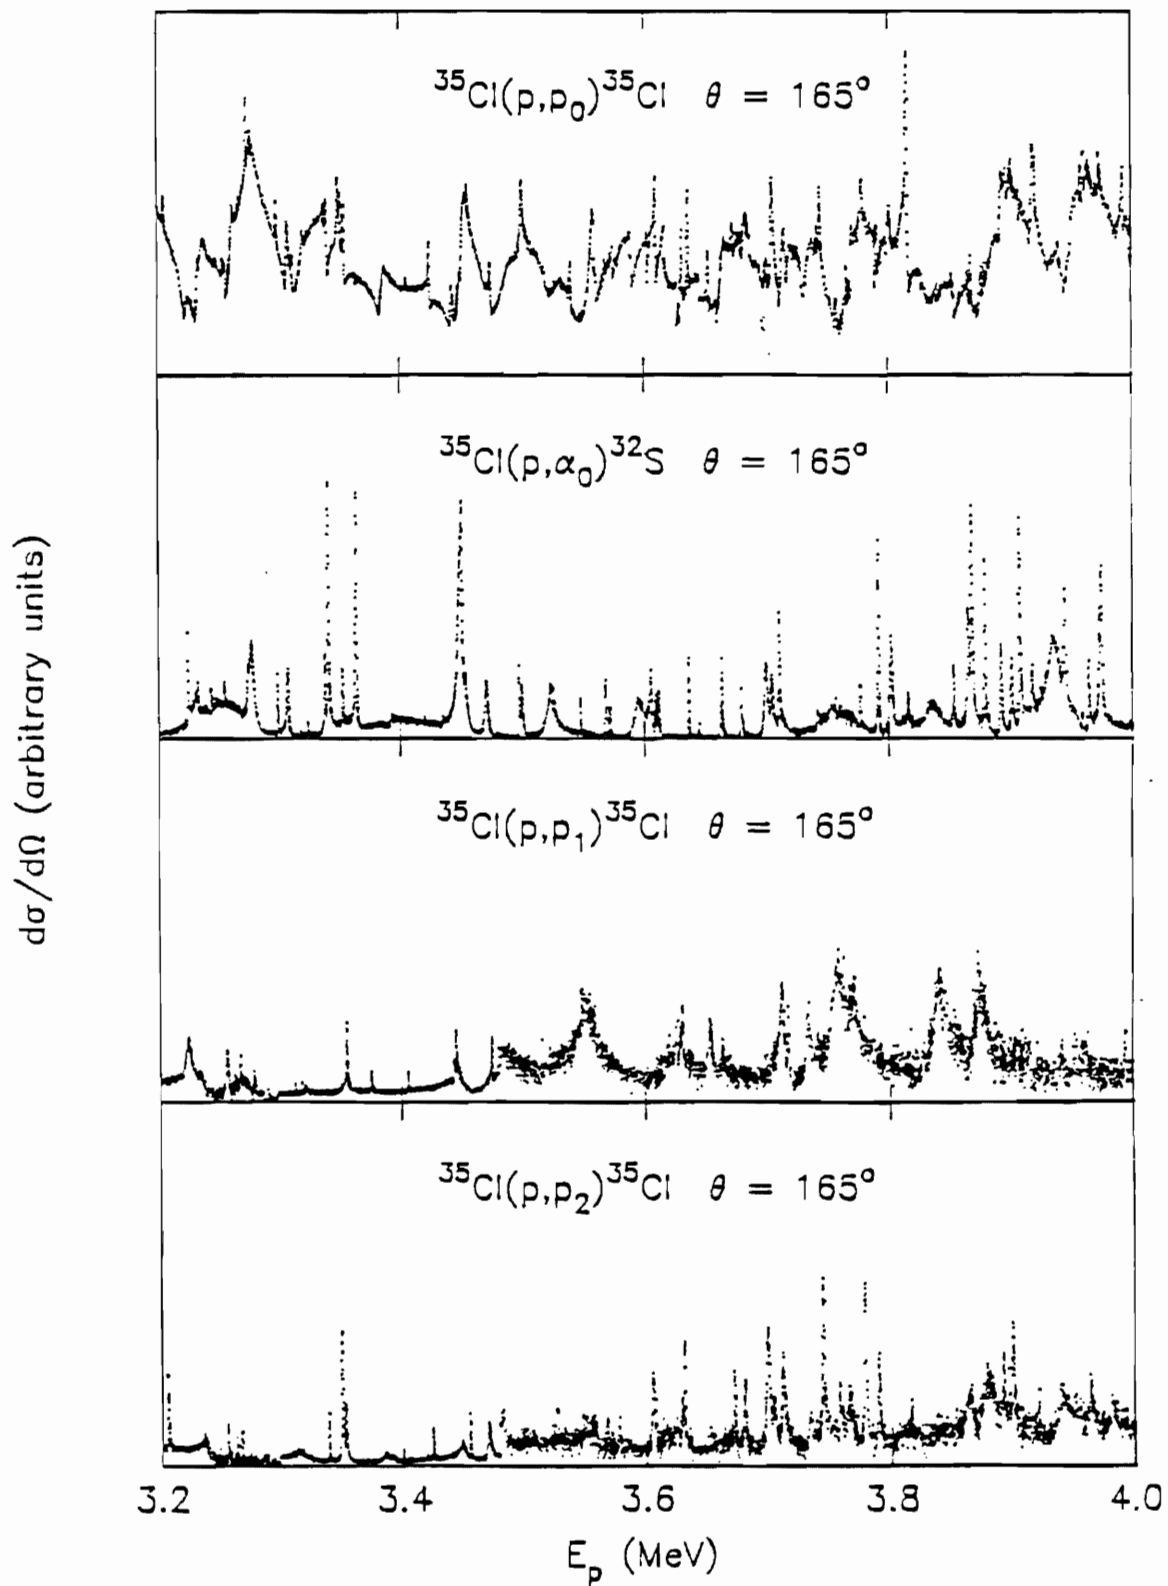 ³⁵Cl(p,p₀)³⁵Cl θ = 165°
³⁵Cl(p,α₀)³²S θ = 165°
³⁵Cl(p,p₁)³⁵Cl θ = 165°
³⁵Cl(p,p₂)³⁵Cl θ = 165°
dσ/dΩ (arbitrary units)
3.2 3.4 3.6 3.8 4.0
Eₚ (MeV)